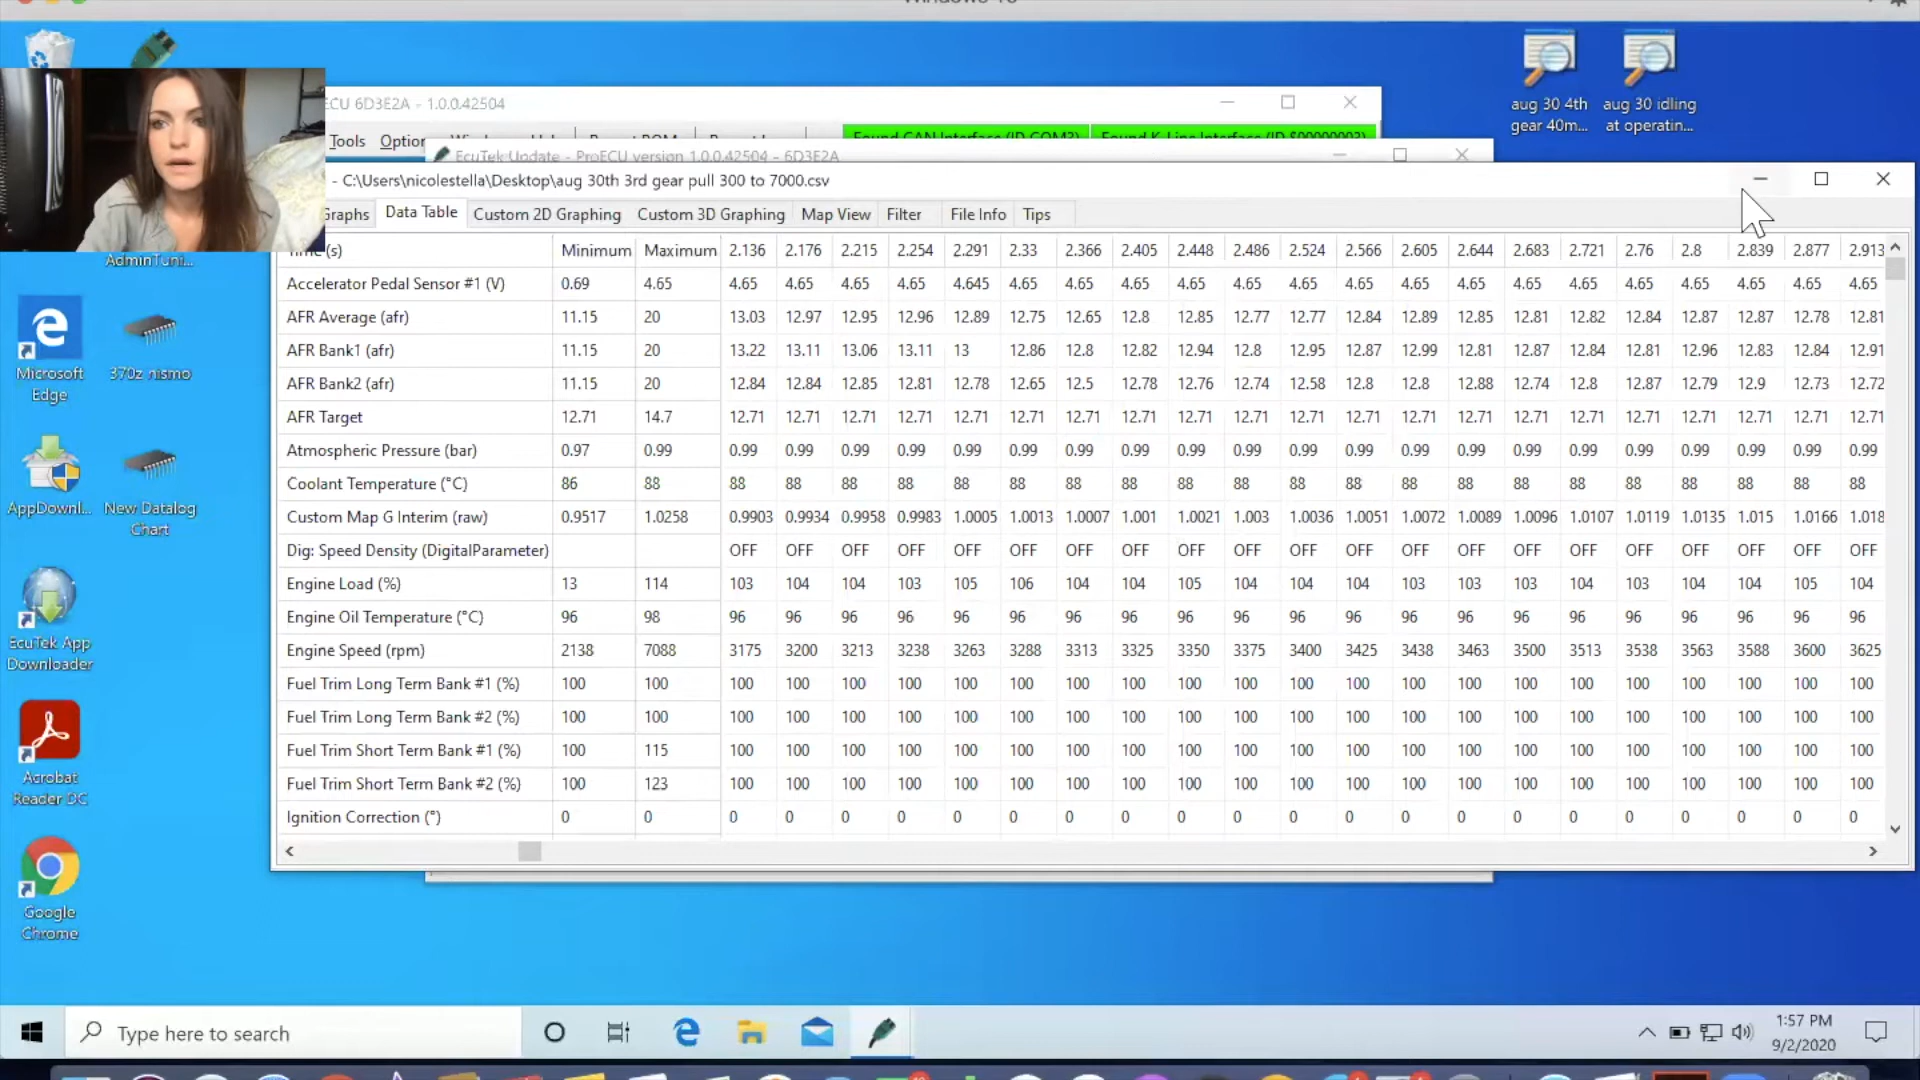 aug 30 4th
gear 40m...
aug 30 idling
at operatin...
ECU 6D3E2A - 1.0.0.42504
Tools
EcuTek Update - ProECU version 1.0.0.42504 - 6D3E2A
- C:\Users\nicolestella\Desktop\aug 30th 3rd gear pull 300 to 7000.csv
Data Table Custom 2D Graphing Custom 3D Graphing Map View Filter File Info Tips
Minimum Maximum 2.136 2.176 2.215 2.254 2.291 2.33 2.366 2.405 2.448 2.486 2.524 2.566 2.605 2.644 2.683 2.721 2.76 2.8 2.839 2.877 2.913
Accelerator Pedal Sensor #1 (V) 0.69 4.65 4.65 4.65 4.65 4.65 4.645 4.65 4.65 4.65 4.65 4.65 4.65 4.65 4.65 4.65 4.65 4.65 4.65 4.65 4.65 4.65 4.65
AFR Average (afr) 11.15 20 13.03 12.97 12.95 12.96 12.89 12.75 12.65 12.8 12.85 12.77 12.77 12.84 12.89 12.85 12.81 12.82 12.84 12.87 12.87 12.78 12.81
AFR Bank1 (afr) 11.15 20 13.22 13.11 13.06 13.11 13 12.86 12.8 12.82 12.94 12.8 12.95 12.87 12.99 12.81 12.87 12.84 12.81 12.96 12.83 12.84 12.91
AFR Bank2 (afr) 11.15 20 12.84 12.84 12.85 12.81 12.78 12.65 12.5 12.78 12.76 12.74 12.58 12.8 12.8 12.88 12.74 12.8 12.87 12.79 12.9 12.73 12.72
AFR Target 12.71 14.7 12.71 12.71 12.71 12.71 12.71 12.71 12.71 12.71 12.71 12.71 12.71 12.71 12.71 12.71 12.71 12.71 12.71 12.71 12.71 12.71 12.71
Atmospheric Pressure (bar) 0.97 0.99 0.99 0.99 0.99 0.99 0.99 0.99 0.99 0.99 0.99 0.99 0.99 0.99 0.99 0.99 0.99 0.99 0.99 0.99 0.99 0.99 0.99
Coolant Temperature (°C) 86 88 88 88 88 88 88 88 88 88 88 88 88 88 88 88 88 88 88 88 88 88 88
Custom Map G Interim (raw) 0.9517 1.0258 0.9903 0.9934 0.9958 0.9983 1.0005 1.0013 1.0007 1.001 1.0021 1.003 1.0036 1.0051 1.0072 1.0089 1.0096 1.0107 1.0119 1.0135 1.015 1.0166 1.018
Dig: Speed Density (DigitalParameter) OFF OFF OFF OFF OFF OFF OFF OFF OFF OFF OFF OFF OFF OFF OFF OFF OFF OFF OFF OFF OFF
Engine Load (%) 13 114 103 104 104 103 105 106 104 104 105 104 104 104 103 103 103 104 103 104 104 105 104
Engine Oil Temperature (°C) 96 98 96 96 96 96 96 96 96 96 96 96 96 96 96 96 96 96 96 96 96 96 96
Engine Speed (rpm) 2138 7088 3175 3200 3213 3238 3263 3288 3313 3325 3350 3375 3400 3425 3438 3463 3500 3513 3538 3563 3588 3600 3625
Fuel Trim Long Term Bank #1 (%) 100 100 100 100 100 100 100 100 100 100 100 100 100 100 100 100 100 100 100 100 100 100 100
Fuel Trim Long Term Bank #2 (%) 100 100 100 100 100 100 100 100 100 100 100 100 100 100 100 100 100 100 100 100 100 100 100
Fuel Trim Short Term Bank #1 (%) 100 115 100 100 100 100 100 100 100 100 100 100 100 100 100 100 100 100 100 100 100 100 100
Fuel Trim Short Term Bank #2 (%) 100 123 100 100 100 100 100 100 100 100 100 100 100 100 100 100 100 100 100 100 100 100 100
Ignition Correction (°) 0 0 0 0 0 0 0 0 0 0 0 0 0 0 0 0 0 0 0 0 0 0 0
AdminTuni...
Microsoft
Edge
370z nismo
AppDownl...
New Datalog
Chart
EcuTek App
Downloader
Acrobat
Reader DC
Google
Chrome
Type here to search
1:57 PM
9/2/2020